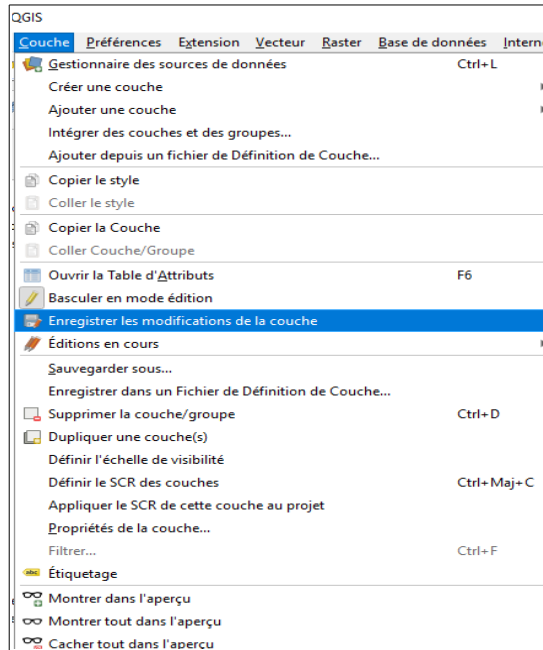 QGIS
Couche Préférences Extension Vecteur Raster Base de données Intern
Gestionnaire des sources de données Ctrl+L
Créer une couche
Ajouter une couche
Intégrer des couches et des groupes...
Ajouter depuis un fichier de Définition de Couche...
Copier le style
Coller le style
Copier la Couche
Coller Couche/Groupe
Ouvrir la Table d'Attributs F6
Basculer en mode édition
Enregistrer les modifications de la couche
Éditions en cours
Sauvegarder sous...
Enregistrer dans un Fichier de Définition de Couche...
Supprimer la couche/groupe Ctrl+D
Dupliquer une couche(s)
Définir l'échelle de visibilité
Définir le SCR des couches Ctrl+Maj+C
Appliquer le SCR de cette couche au projet
Propriétés de la couche...
Filtrer... Ctrl+F
abc Étiquetage
Montrer dans l'aperçu
Montrer tout dans l'aperçu
Cacher tout dans l'aperçu